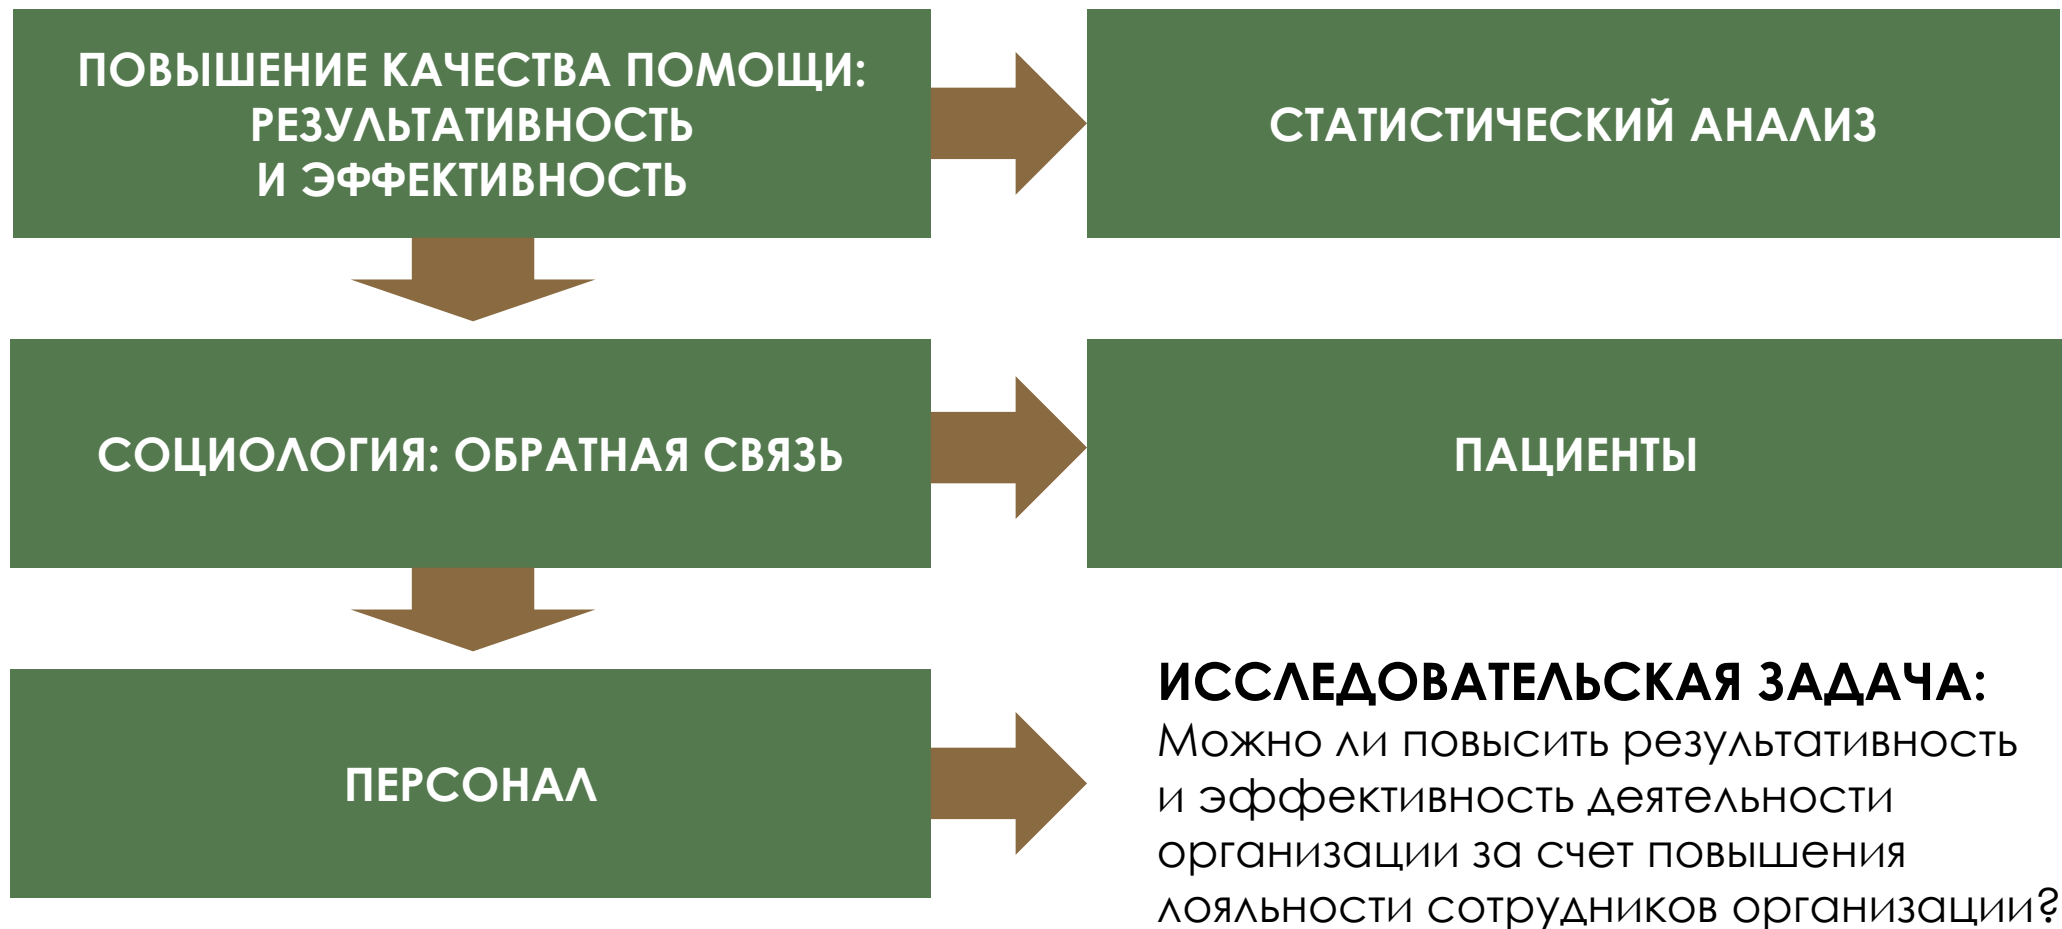 ПОВЫШЕНИЕ КАЧЕСТВА ПОМОЩИ:
РЕЗУЛЬТАТИВНОСТЬ
И ЭФФЕКТИВНОСТЬ
СТАТИСТИЧЕСКИЙ АНАЛИЗ
СОЦИОЛОГИЯ: ОБРАТНАЯ СВЯЗЬ
ПАЦИЕНТЫ
ПЕРСОНАЛ
ИССЛЕДОВАТЕЛЬСКАЯ ЗАДАЧА:
Можно ли повысить результативность
и эффективность деятельности
организации за счет повышения
лояльности сотрудников организации?